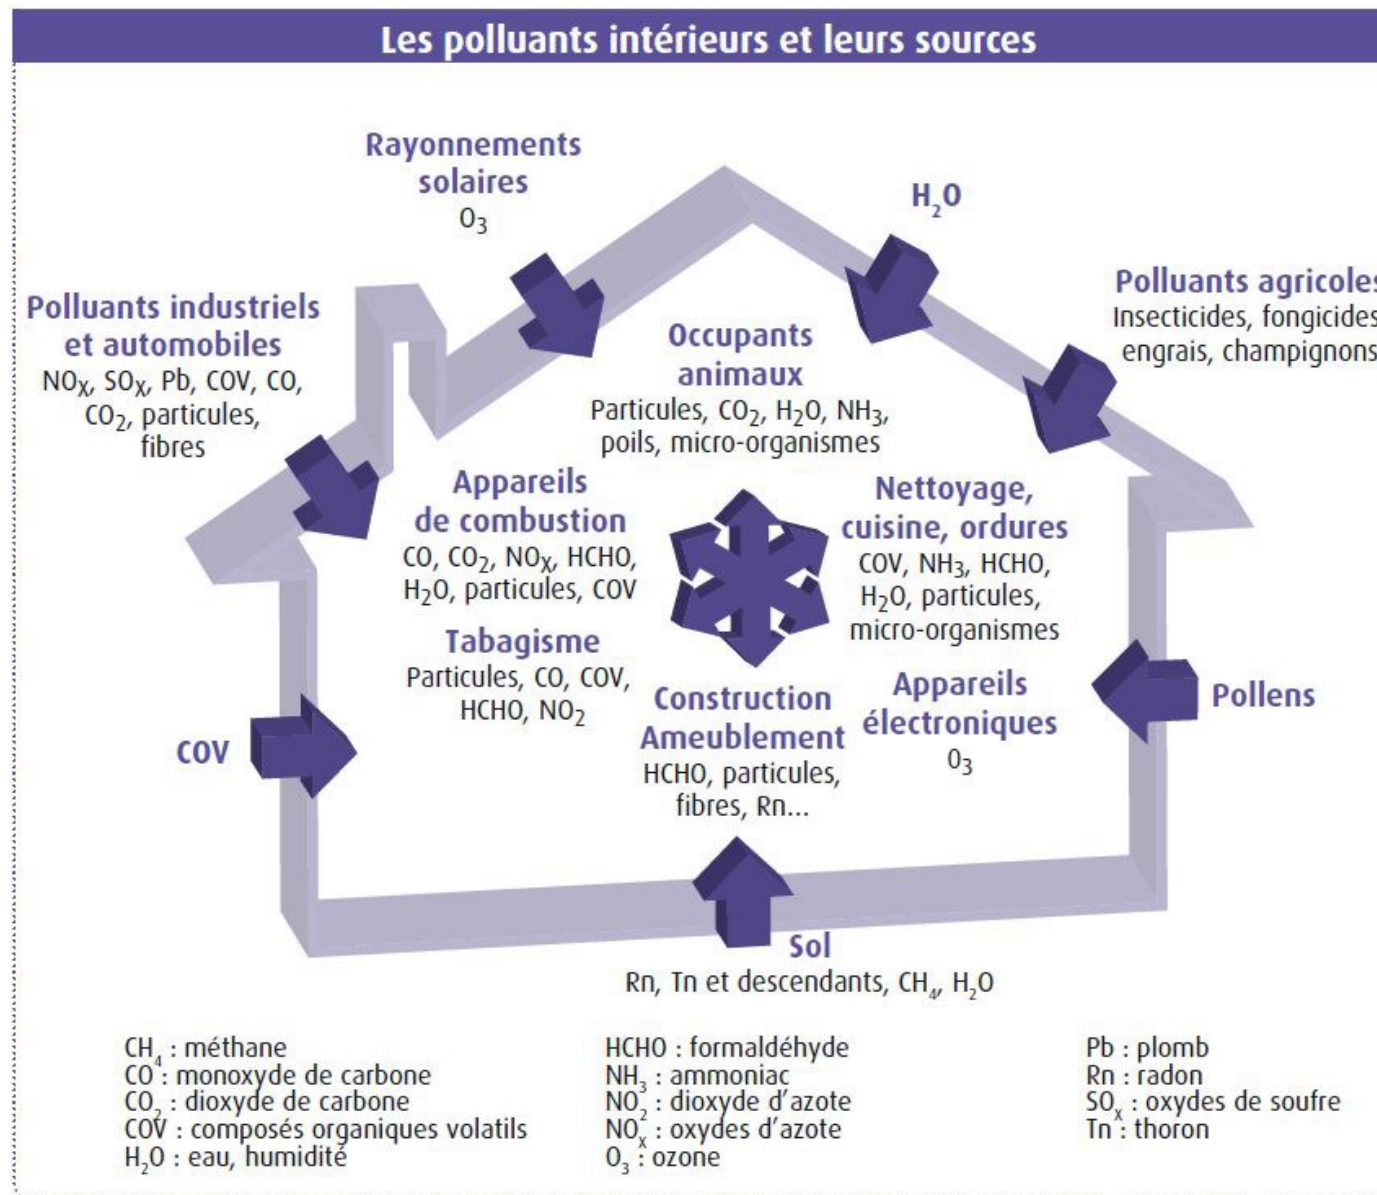 Les polluants intérieurs et leurs sources
Rayonnements
solaires
O₃
H₂O
Polluants industriels
et automobiles
NOₓ, SOₓ, Pb, COV, CO,
CO₂, particules,
fibres
Polluants agricoles
Insecticides, fongicides
engrais, champignons
Occupants
animaux
Particules, CO₂, H₂O, NH₃,
poils, micro-organismes
Appareils
de combustion
CO, CO₂, NOₓ, HCHO,
H₂O, particules, COV
Nettoyage,
cuisine, ordures
COV, NH₃, HCHO,
H₂O, particules,
micro-organismes
Tabagisme
Particules, CO, COV,
HCHO, NO₂
Construction
Ameublement
HCHO, particules,
fibres, Rn...
Appareils
électroniques
O₃
Pollens
COV
Sol
Rn, Tn et descendants, CH₄, H₂O
CH₄ : méthane
CO : monoxyde de carbone
CO₂ : dioxyde de carbone
COV : composés organiques volatils
H₂O : eau, humidité
HCHO : formaldéhyde
NH₃ : ammoniac
NO₂ : dioxyde d'azote
NOₓ : oxydes d'azote
O₃ : ozone
Pb : plomb
Rn : radon
SOₓ : oxydes de soufre
Tn : thoron